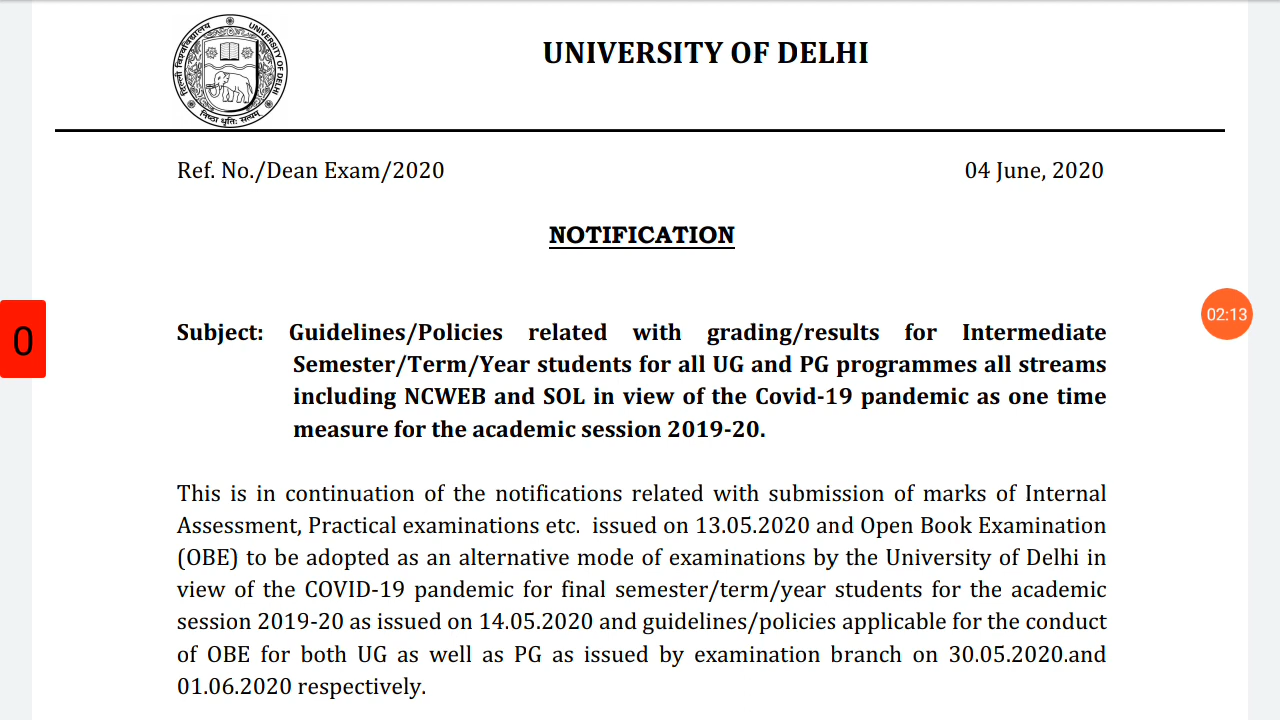 दिल्ली विश्वविद्यालय
UNIVERSITY OF DELHI
निष्ठा धृतिः सत्यम्
UNIVERSITY OF DELHI
Ref. No./Dean Exam/2020 04 June, 2020
NOTIFICATION
0
02:13
Subject: Guidelines/Policies related with grading/results for Intermediate
Semester/Term/Year students for all UG and PG programmes all streams
including NCWEB and SOL in view of the Covid-19 pandemic as one time
measure for the academic session 2019-20.
This is in continuation of the notifications related with submission of marks of Internal
Assessment, Practical examinations etc. issued on 13.05.2020 and Open Book Examination
(OBE) to be adopted as an alternative mode of examinations by the University of Delhi in
view of the COVID-19 pandemic for final semester/term/year students for the academic
session 2019-20 as issued on 14.05.2020 and guidelines/policies applicable for the conduct
of OBE for both UG as well as PG as issued by examination branch on 30.05.2020.and
01.06.2020 respectively.